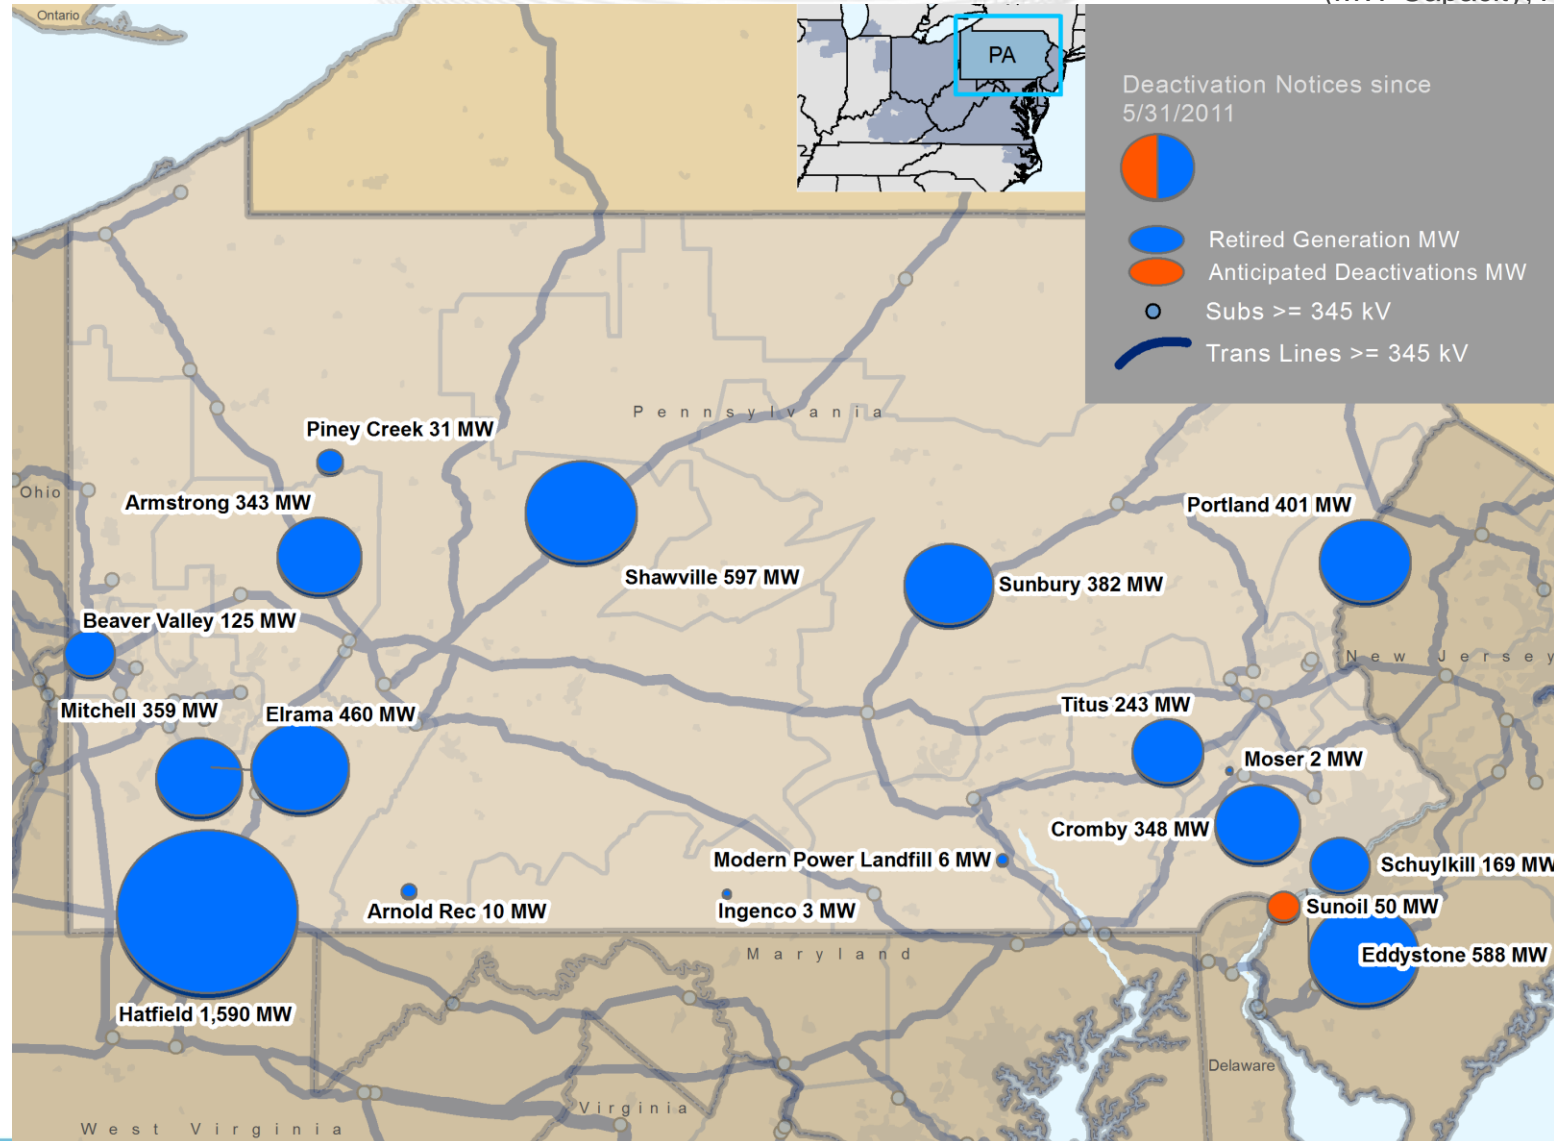 Ontario
PA
Deactivation Notices since
5/31/2011
Retired Generation MW
Anticipated Deactivations MW
Subs >= 345 kV
Trans Lines >= 345 kV
Pennsylvania
Piney Creek 31 MW
Ohio
Armstrong 343 MW
Portland 401 MW
Shawville 597 MW
Sunbury 382 MW
Beaver Valley 125 MW
New Jersey
Mitchell 359 MW
Elrama 460 MW
Titus 243 MW
Moser 2 MW
Cromby 348 MW
Modern Power Landfill 6 MW
Schuylkill 169 MW
Arnold Rec 10 MW
Ingenco 3 MW
Sunoil 50 MW
Maryland
Eddystone 588 MW
Hatfield 1,590 MW
Delaware
Virginia
West Virginia